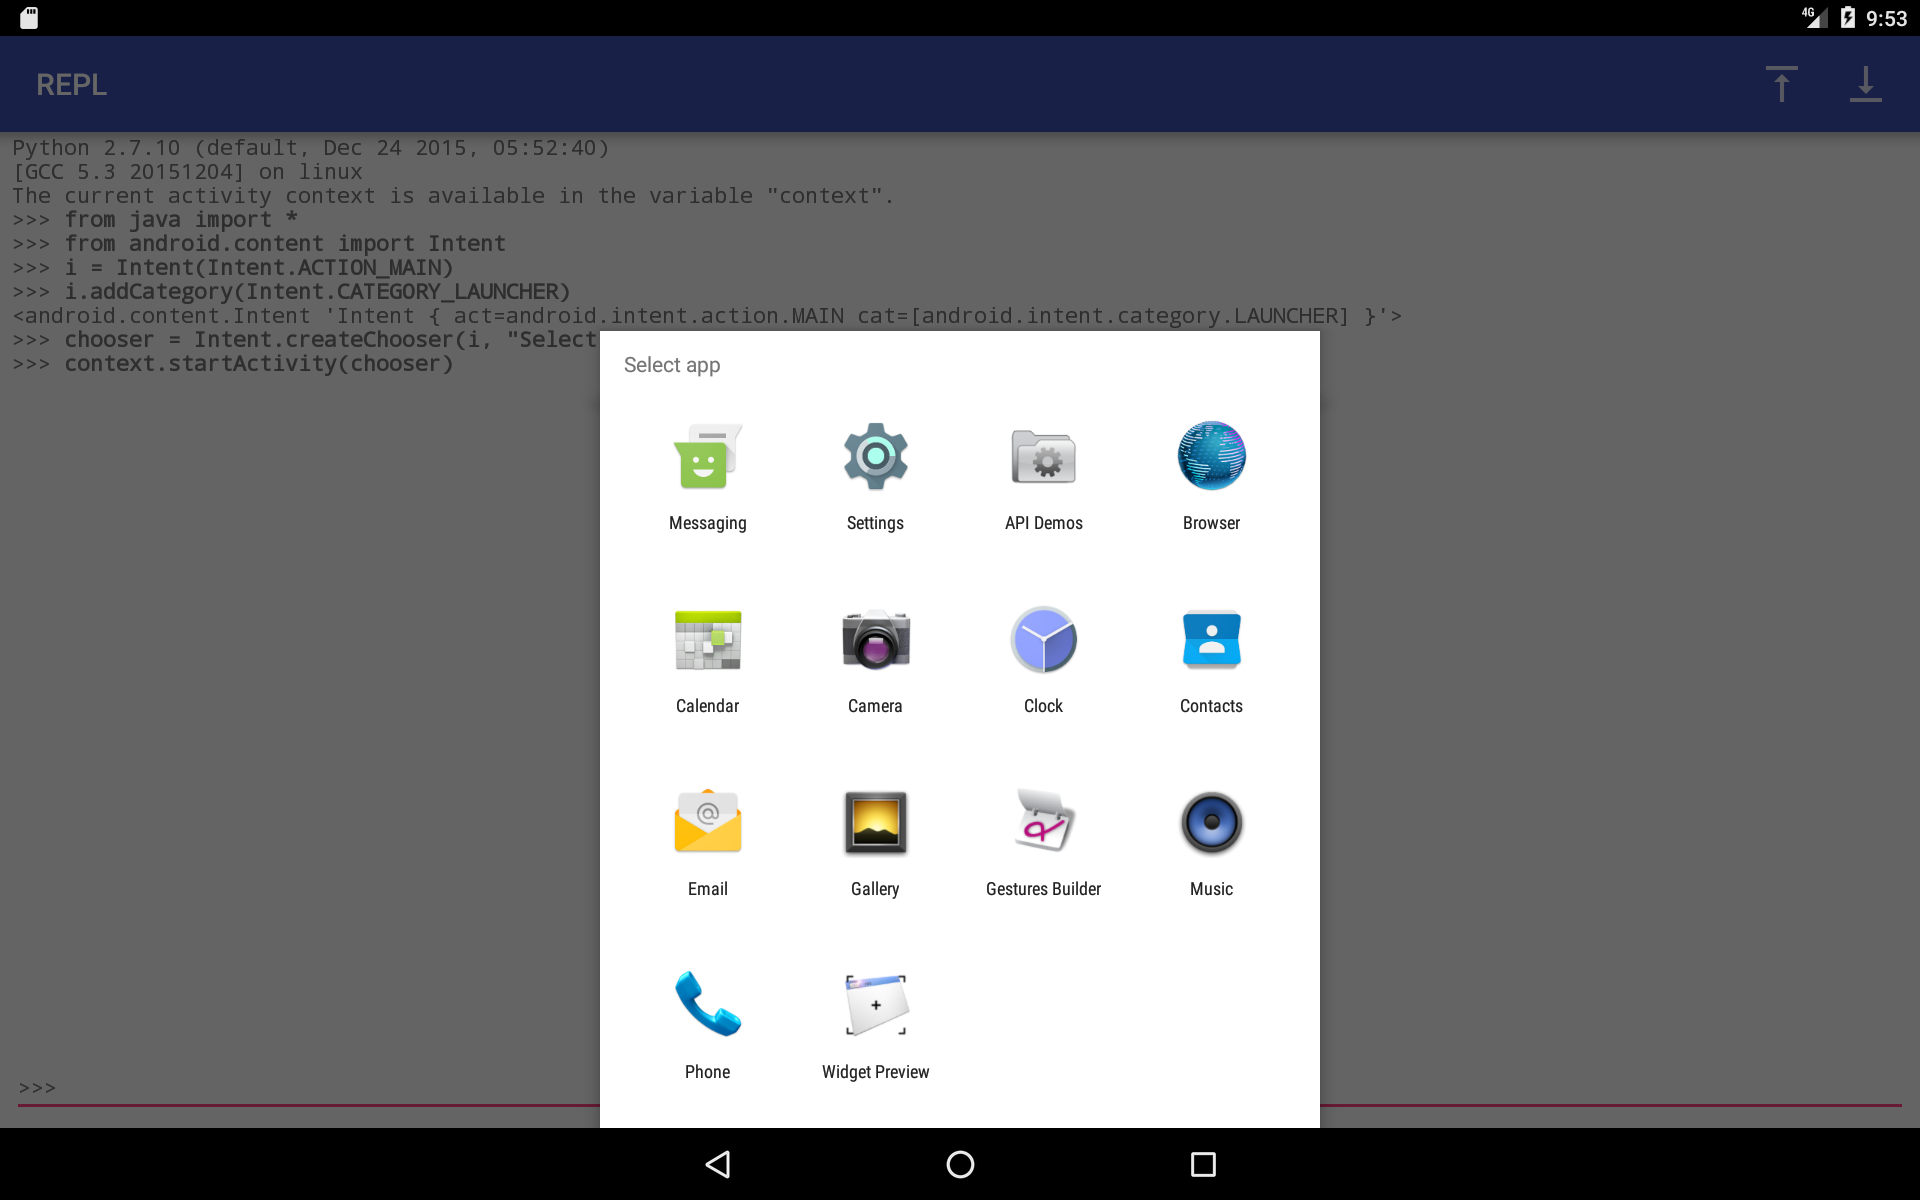 4G 9:53
REPL
Python 2.7.10 (default, Dec 24 2015, 05:52:40)
[GCC 5.3 20151204] on linux
The current activity context is available in the variable "context".
>>> from java import *
>>> from android.content import Intent
>>> i = Intent(Intent.ACTION_MAIN)
>>> i.addCategory(Intent.CATEGORY_LAUNCHER)
<android.content.Intent 'Intent { act=android.intent.action.MAIN cat=[android.intent.category.LAUNCHER] }'>
>>> chooser = Intent.createChooser(i, "Select
>>> context.startActivity(chooser)
Select app
Messaging Settings API Demos Browser
Calendar Camera Clock Contacts
Email Gallery Gestures Builder Music
Phone Widget Preview
>>>